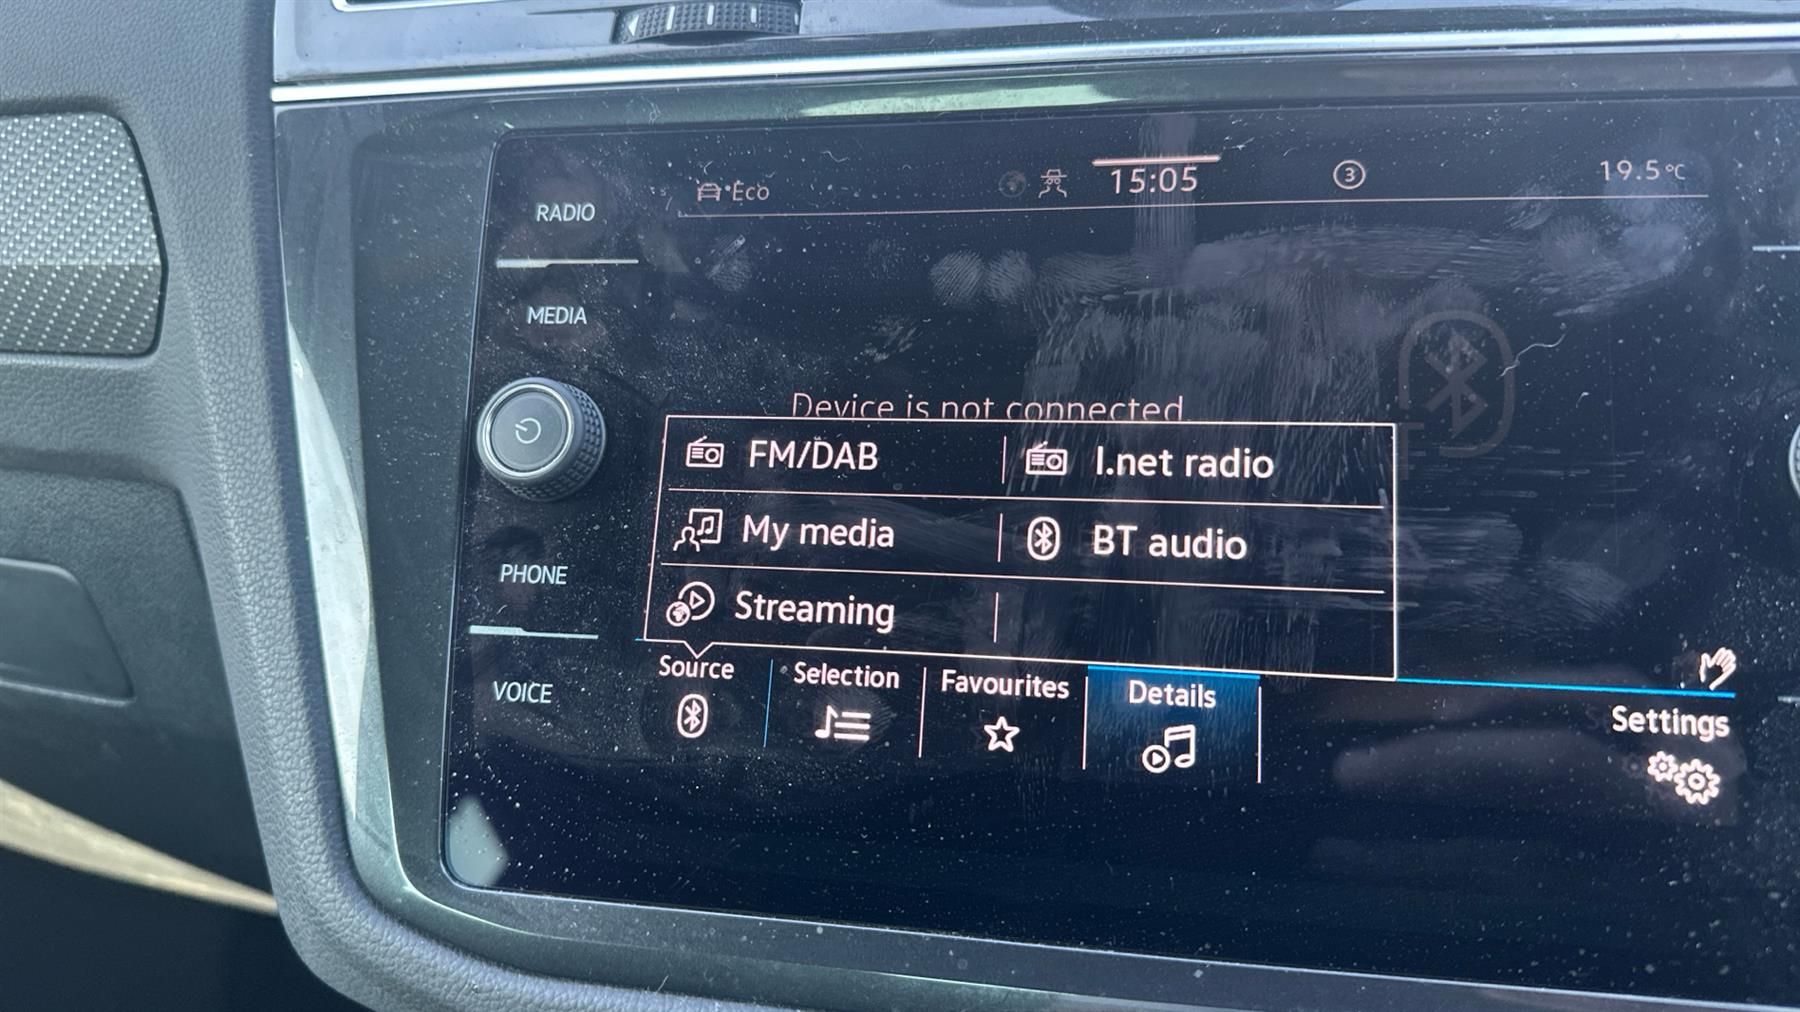 Eco
15:05
3
19.5°C
RADIO
MEDIA
PHONE
VOICE
Device is not connected.
FM/DAB
I.net radio
My media
BT audio
Streaming
Source
Selection
Favourites
Details
Settings